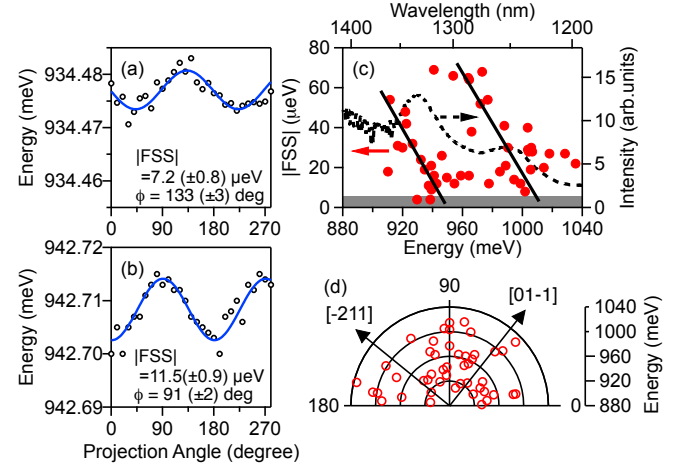 Wavelength (nm)
1400 1300 1200
(a)
934.48
934.47
934.46
Energy (meV)
|FSS|
=7.2 (±0.8) µeV
ϕ = 133 (±3) deg
0 90 180 270
(b)
942.72
942.71
942.70
942.69
Energy (meV)
|FSS|
=11.5(±0.9) µeV
ϕ = 91 (±2) deg
0 90 180 270
Projection Angle (degree)
(c)
80
60
40
20
0
|FSS| (µeV)
15
10
5
0
Intensity (arb.units)
880 920 960 1000 1040
Energy (meV)
(d)
90
[-211]
[01-1]
180
0
1040
1000
960
920
880
Energy (meV)